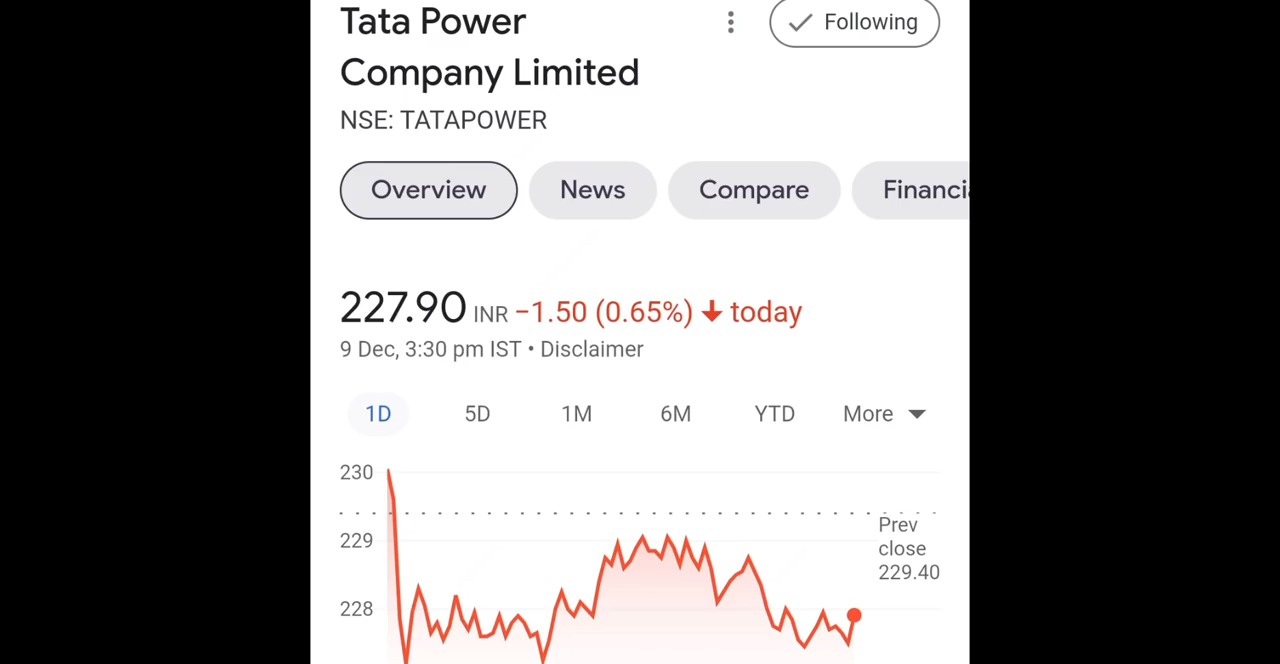 Tata Power
Company Limited
Following
NSE: TATAPOWER
Overview News Compare Financi
227.90 INR −1.50 (0.65%) ↓ today
9 Dec, 3:30 pm IST • Disclaimer
1D 5D 1M 6M YTD More
230
229
228
Prev
close
229.40